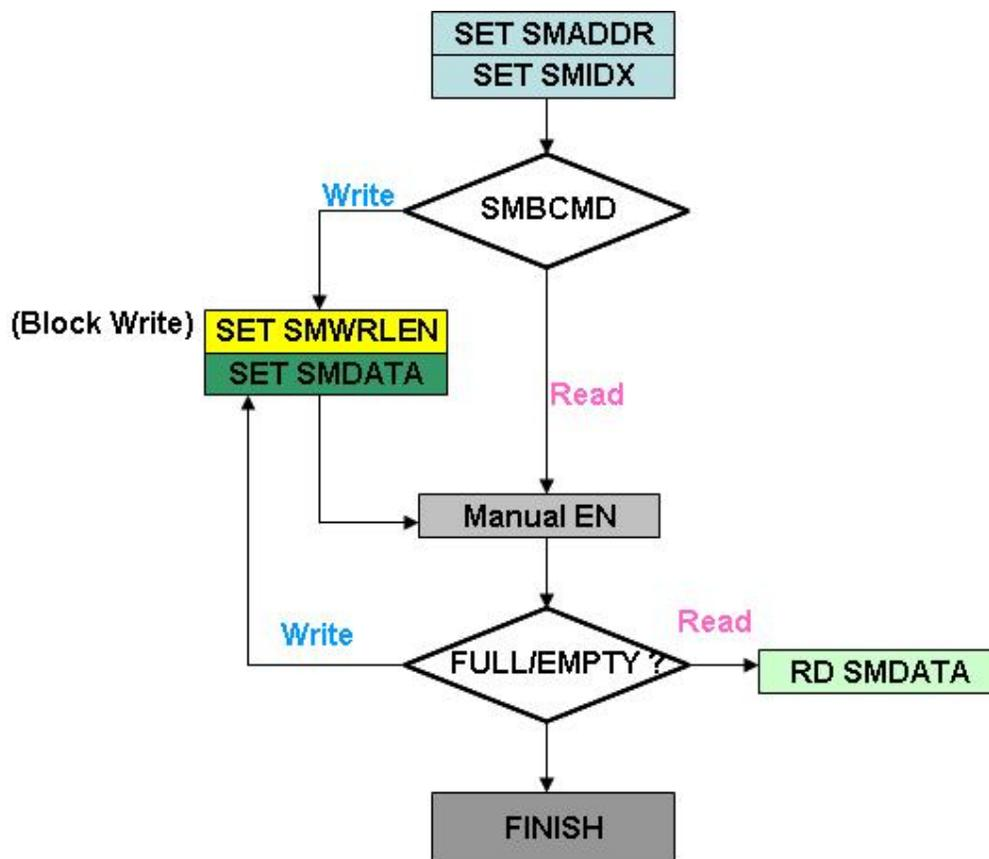 SET SMADDR
SET SMIDX
Write
SMBCMD
(Block Write)
SET SMWRLEN
SET SMDATA
Read
Manual EN
Write
FULL/EMPTY ?
Read
RD SMDATA
FINISH